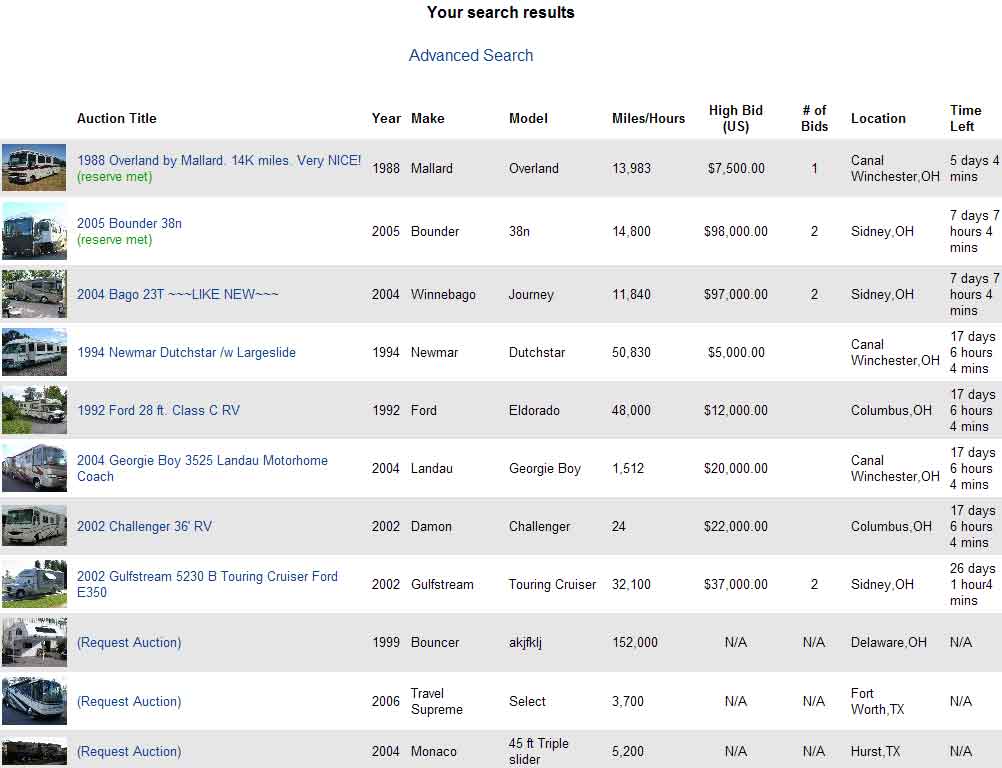 Your search results
Advanced Search
Auction Title Year Make Model Miles/Hours High Bid (US) # of Bids Location Time Left
1988 Overland by Mallard. 14K miles. Very NICE! (reserve met) 1988 Mallard Overland 13,983 $7,500.00 1 Canal Winchester,OH 5 days 4 mins
2005 Bounder 38n (reserve met) 2005 Bounder 38n 14,800 $98,000.00 2 Sidney,OH 7 days 7 hours 4 mins
2004 Bago 23T ~~~LIKE NEW~~~ 2004 Winnebago Journey 11,840 $97,000.00 2 Sidney,OH 7 days 7 hours 4 mins
1994 Newmar Dutchstar /w Largeslide 1994 Newmar Dutchstar 50,830 $5,000.00 Canal Winchester,OH 17 days 6 hours 4 mins
1992 Ford 28 ft. Class C RV 1992 Ford Eldorado 48,000 $12,000.00 Columbus,OH 17 days 6 hours 4 mins
2004 Georgie Boy 3525 Landau Motorhome Coach 2004 Landau Georgie Boy 1,512 $20,000.00 Canal Winchester,OH 17 days 6 hours 4 mins
2002 Challenger 36' RV 2002 Damon Challenger 24 $22,000.00 Columbus,OH 17 days 6 hours 4 mins
2002 Gulfstream 5230 B Touring Cruiser Ford E350 2002 Gulfstream Touring Cruiser 32,100 $37,000.00 2 Sidney,OH 26 days 1 hour4 mins
(Request Auction) 1999 Bouncer akjfklj 152,000 N/A N/A Delaware,OH N/A
(Request Auction) 2006 Travel Supreme Select 3,700 N/A N/A Fort Worth,TX N/A
(Request Auction) 2004 Monaco 45 ft Triple slider 5,200 N/A N/A Hurst,TX N/A